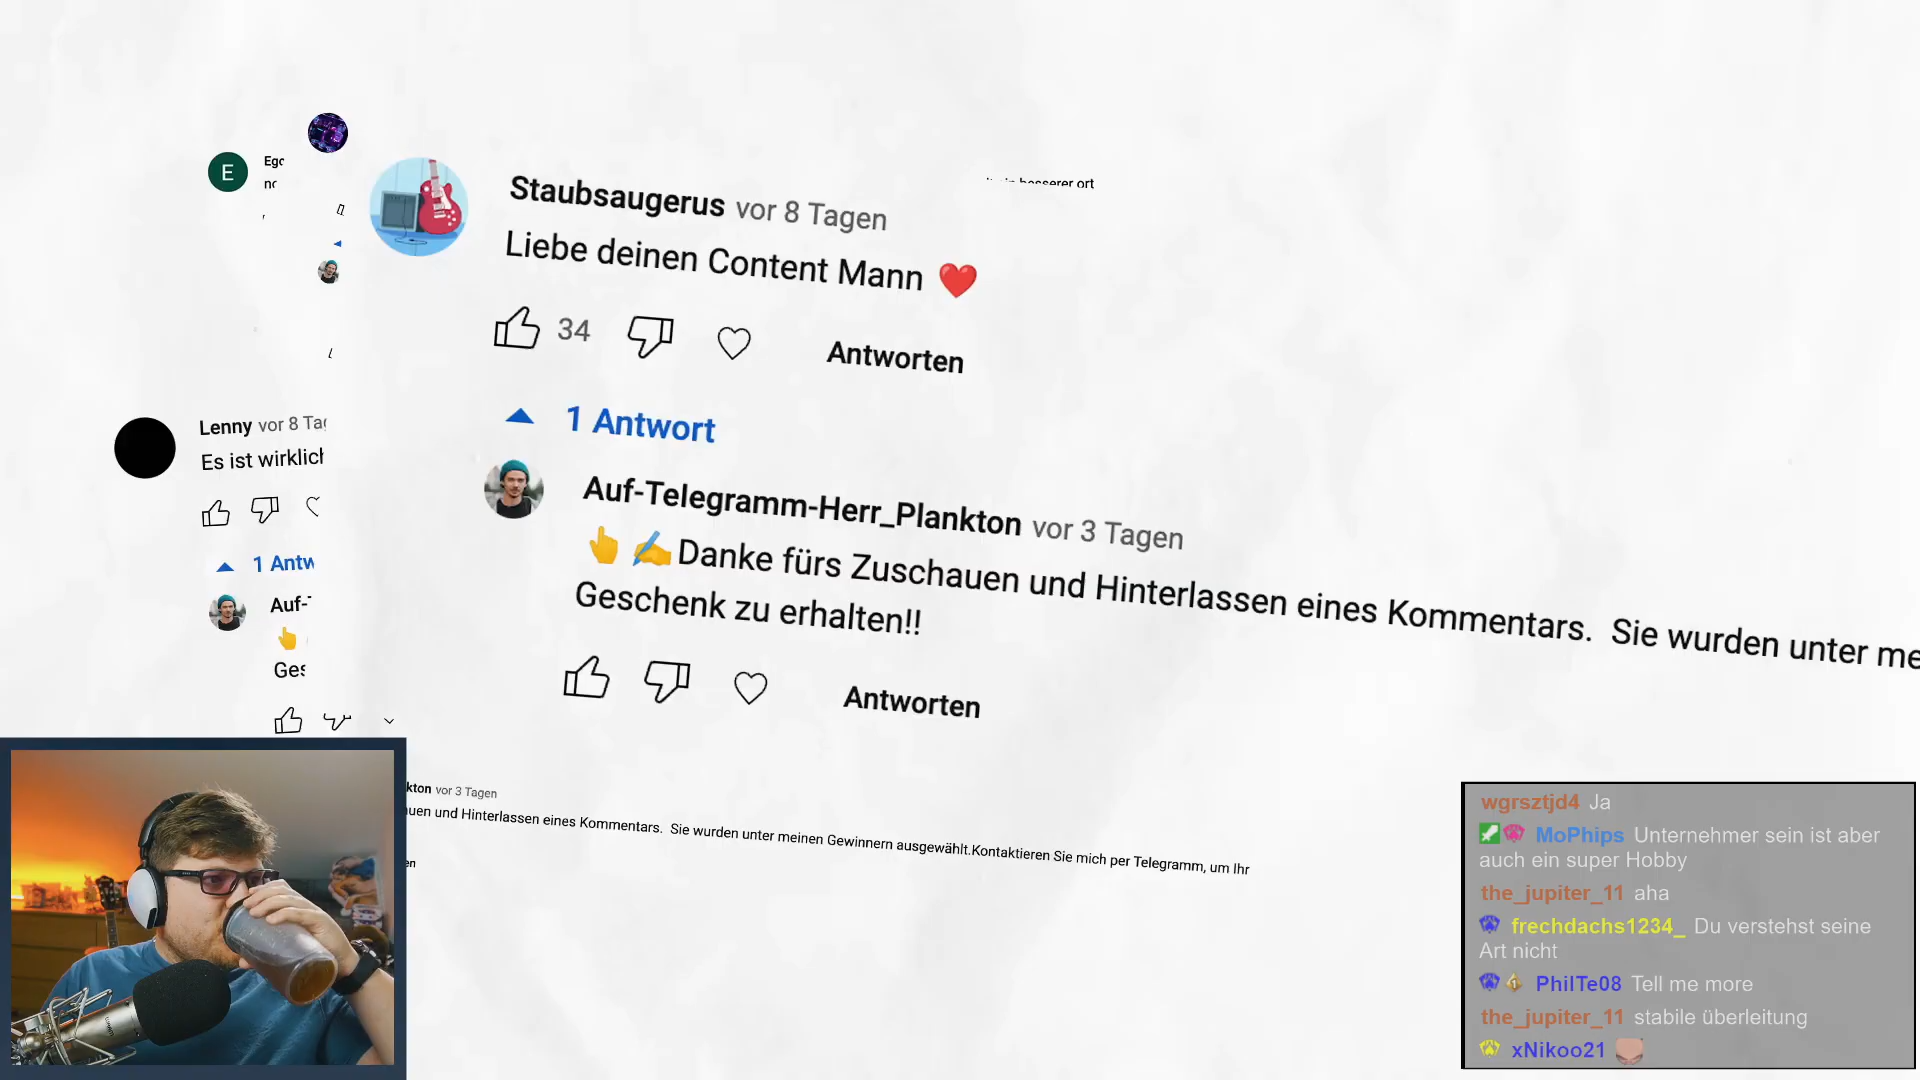 E
Staubsaugerus vor 8 Tagen
Liebe deinen Content Mann ❤️
34
Antworten
1 Antwort
Auf-Telegramm-Herr_Plankton vor 3 Tagen
👆✍️Danke fürs Zuschauen und Hinterlassen eines Kommentars. Sie wurden unter me
Geschenk zu erhalten!!
Antworten
besserer ort
Lenny vor 8 Tag
Es ist wirklich
1 Antw
Auf-T
👆
Ges
kton vor 3 Tagen
uen und Hinterlassen eines Kommentars. Sie wurden unter meinen Gewinnern ausgewählt.Kontaktieren Sie mich per Telegramm, um Ihr
en
wgrsztjd4 Ja
MoPhips Unternehmer sein ist aber
auch ein super Hobby
the_jupiter_11 aha
frechdachs1234_ Du verstehst seine
Art nicht
PhilTe08 Tell me more
the_jupiter_11 stabile überleitung
xNikoo21